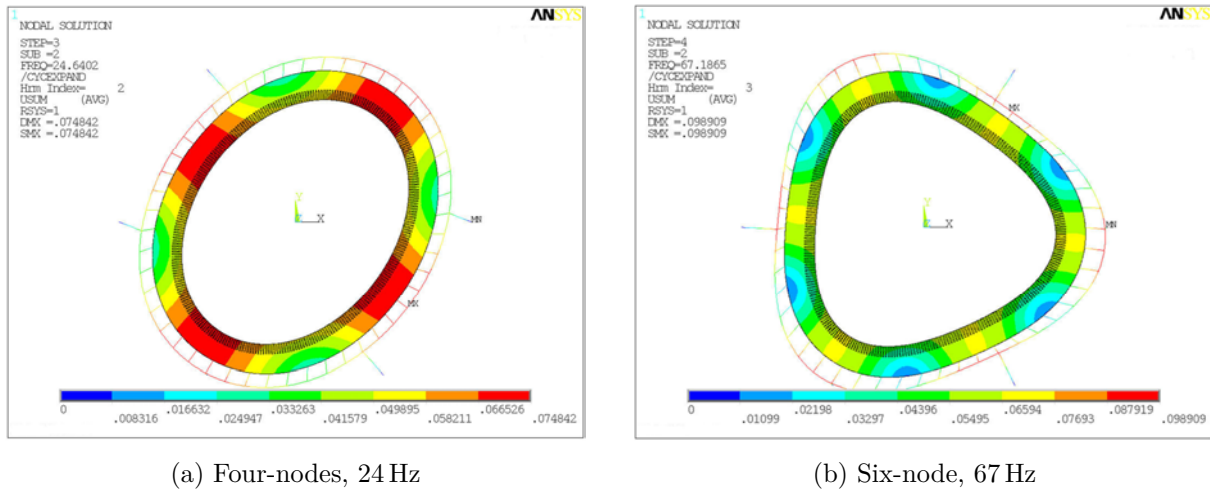 1
ANSYS
NODAL SOLUTION
STEP=3
SUB =2
FREQ=24.6402
/CYCEXPAND
Hrm Index= 2
USUM (AVG)
RSYS=1
DMX =.074842
SMX =.074842
Y
Z X
MN
MX
0 .016632 .033263 .049895 .066526
.008316 .024947 .041579 .058211 .074842
(a) Four-nodes, 24 Hz
1
ANSYS
NODAL SOLUTION
STEP=4
SUB =2
FREQ=67.1865
/CYCEXPAND
Hrm Index= 3
USUM (AVG)
RSYS=1
DMX =.098909
SMX =.098909
MX
Y
Z X
MN
0 .02198 .04396 .06594 .087919
.01099 .03297 .05495 .07693 .098909
(b) Six-node, 67 Hz